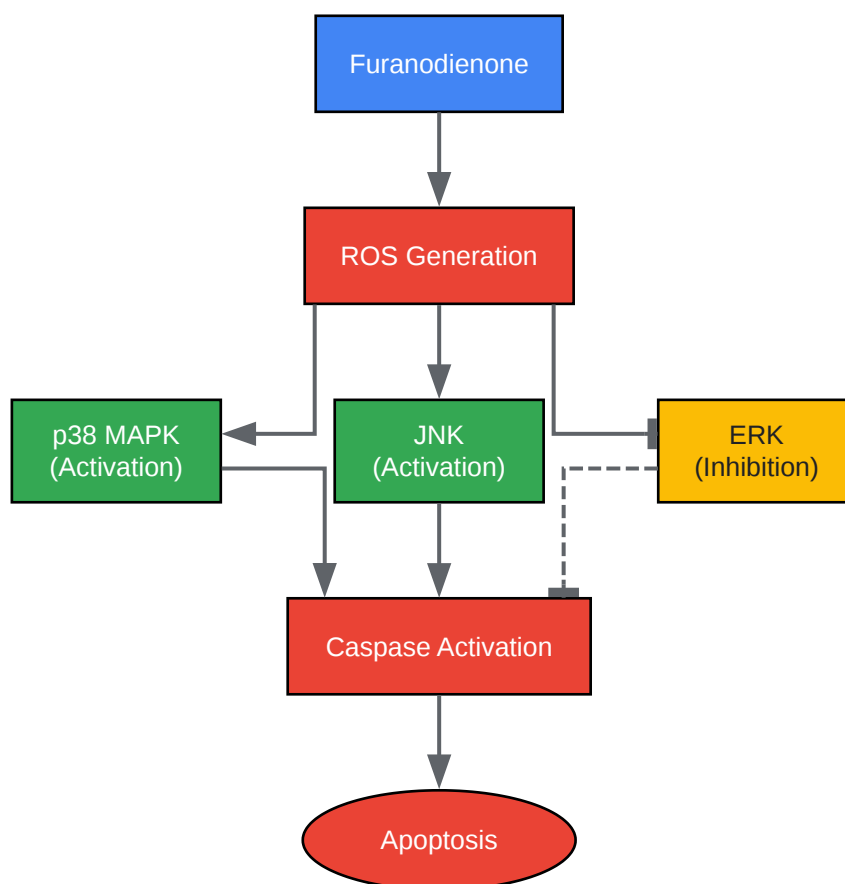 Furanodienone
ROS Generation
p38 MAPK
(Activation)
JNK
(Activation)
ERK
(Inhibition)
Caspase Activation
Apoptosis